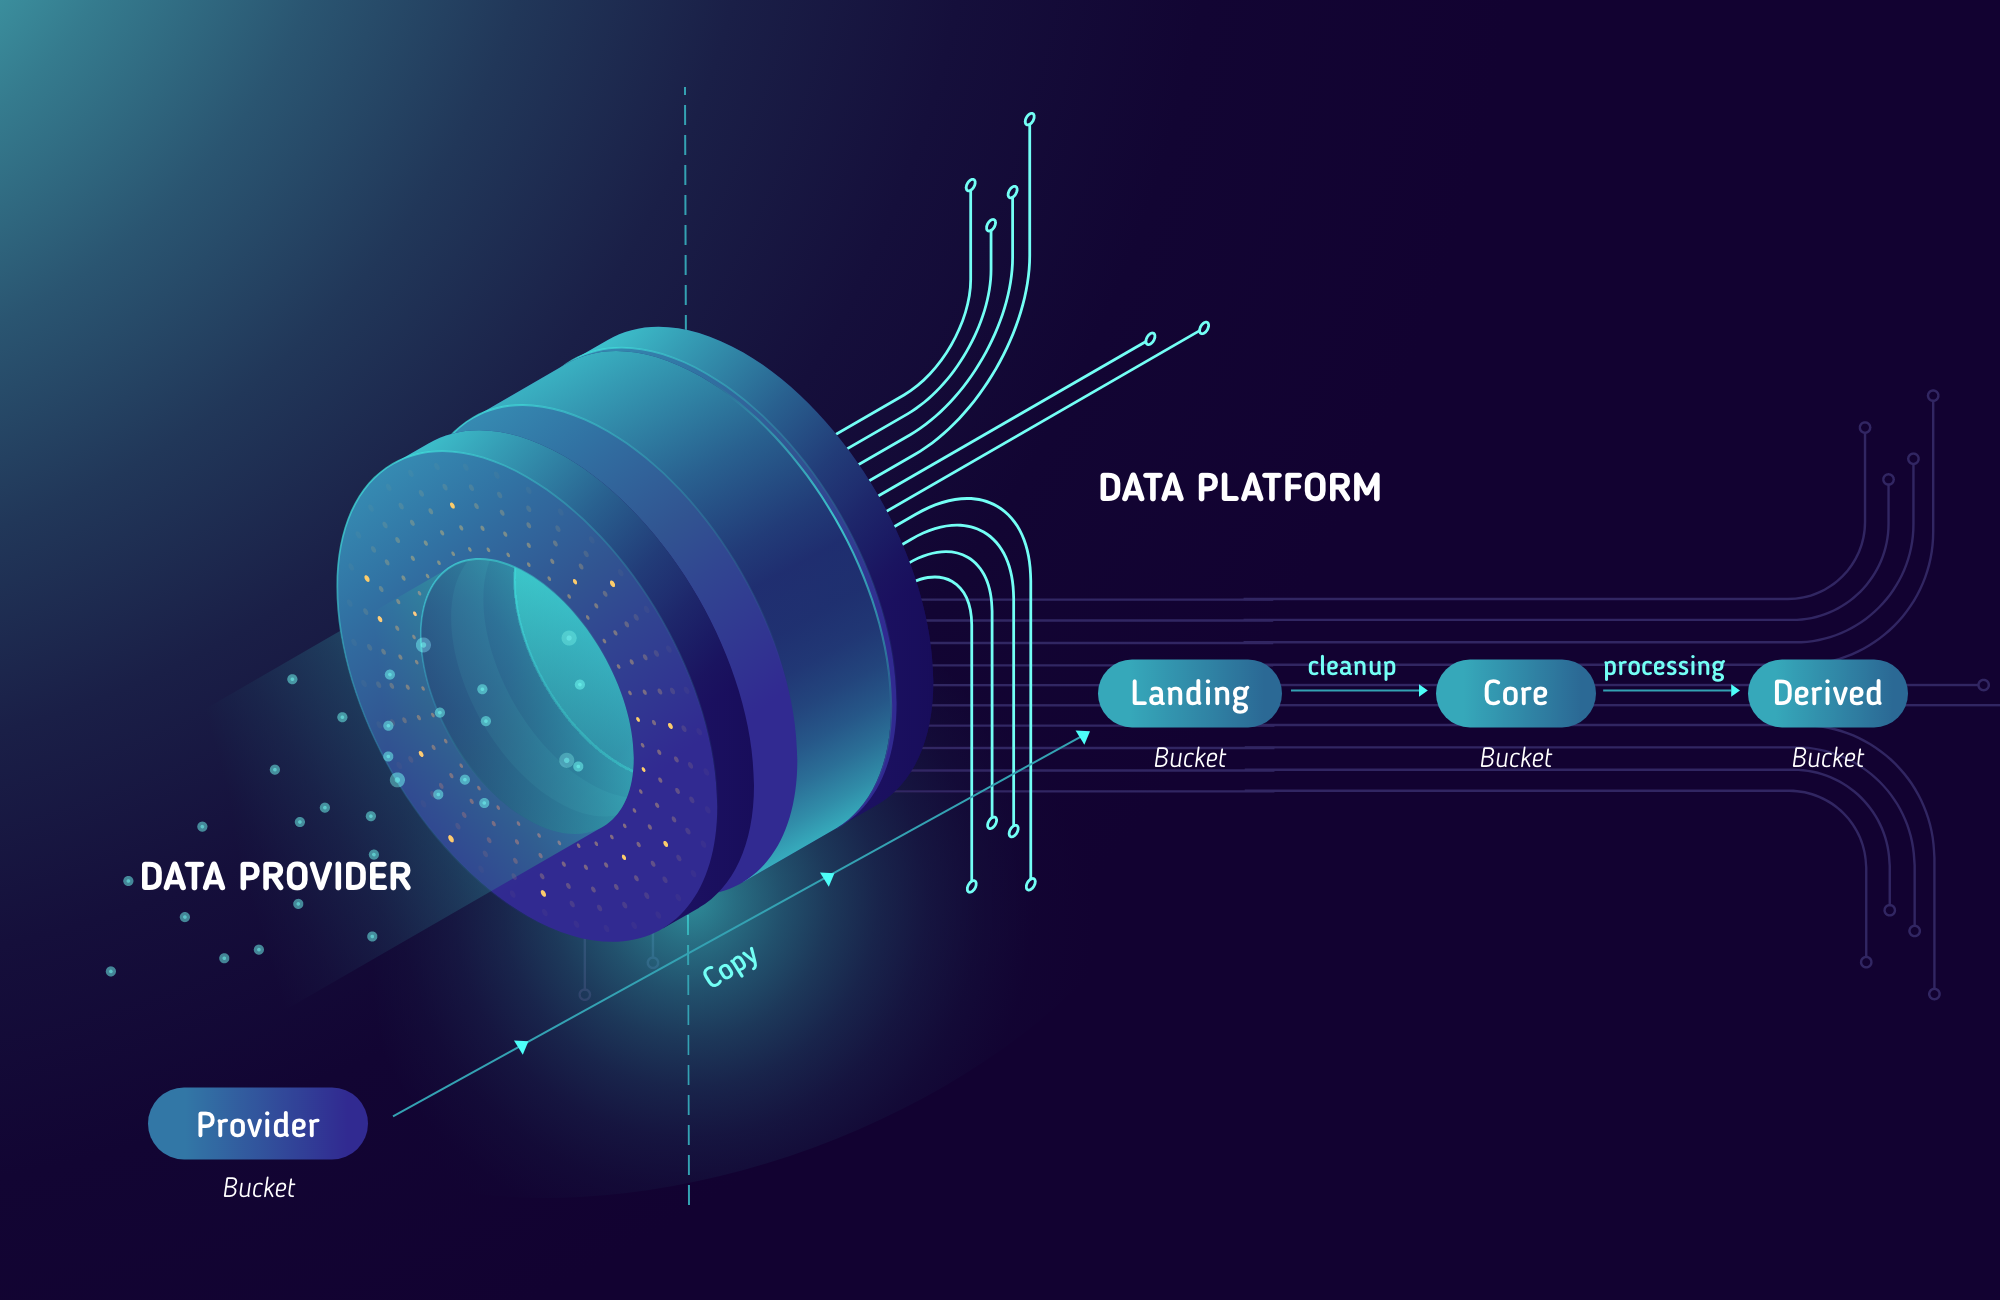 DATA PLATFORM
cleanup
processing
Landing
Core
Derived
Bucket
Bucket
Bucket
DATA PROVIDER
Copy
Provider
Bucket